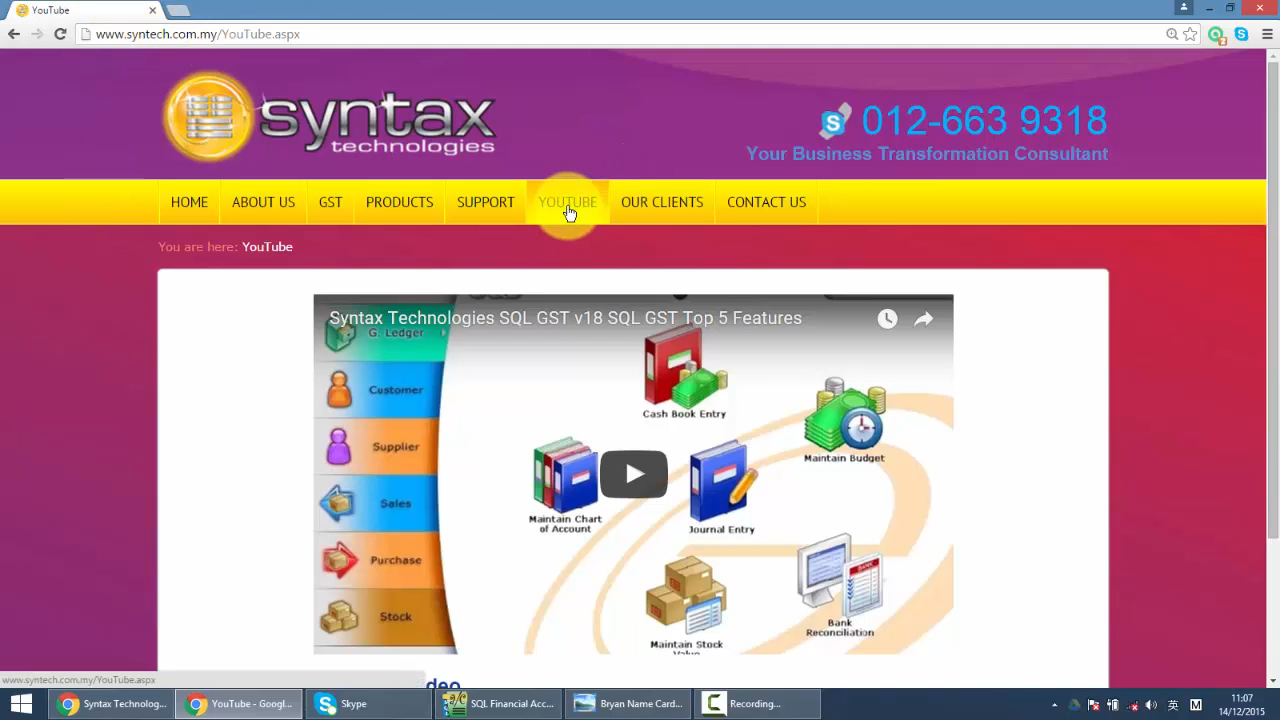 YouTube
www.syntech.com.my/YouTube.aspx
syntax
technologies
012-663 9318
Your Business Transformation Consultant
HOME ABOUT US GST PRODUCTS SUPPORT YOUTUBE OUR CLIENTS CONTACT US
You are here: YouTube
Syntax Technologies SQL GST v18 SQL GST Top 5 Features
G. Ledger
Customer
Supplier
Sales
Purchase
Stock
Cash Book Entry
Maintain Budget
Maintain Chart
of Account
Journal Entry
Maintain Stock
Value
Bank
Reconciliation
BANK
deo
www.syntech.com.my/YouTube.aspx
Syntax Technolog...
YouTube - Googl...
Skype
SQL Financial Acc...
Bryan Name Card...
Recording...
英 M
11:07
14/12/2015